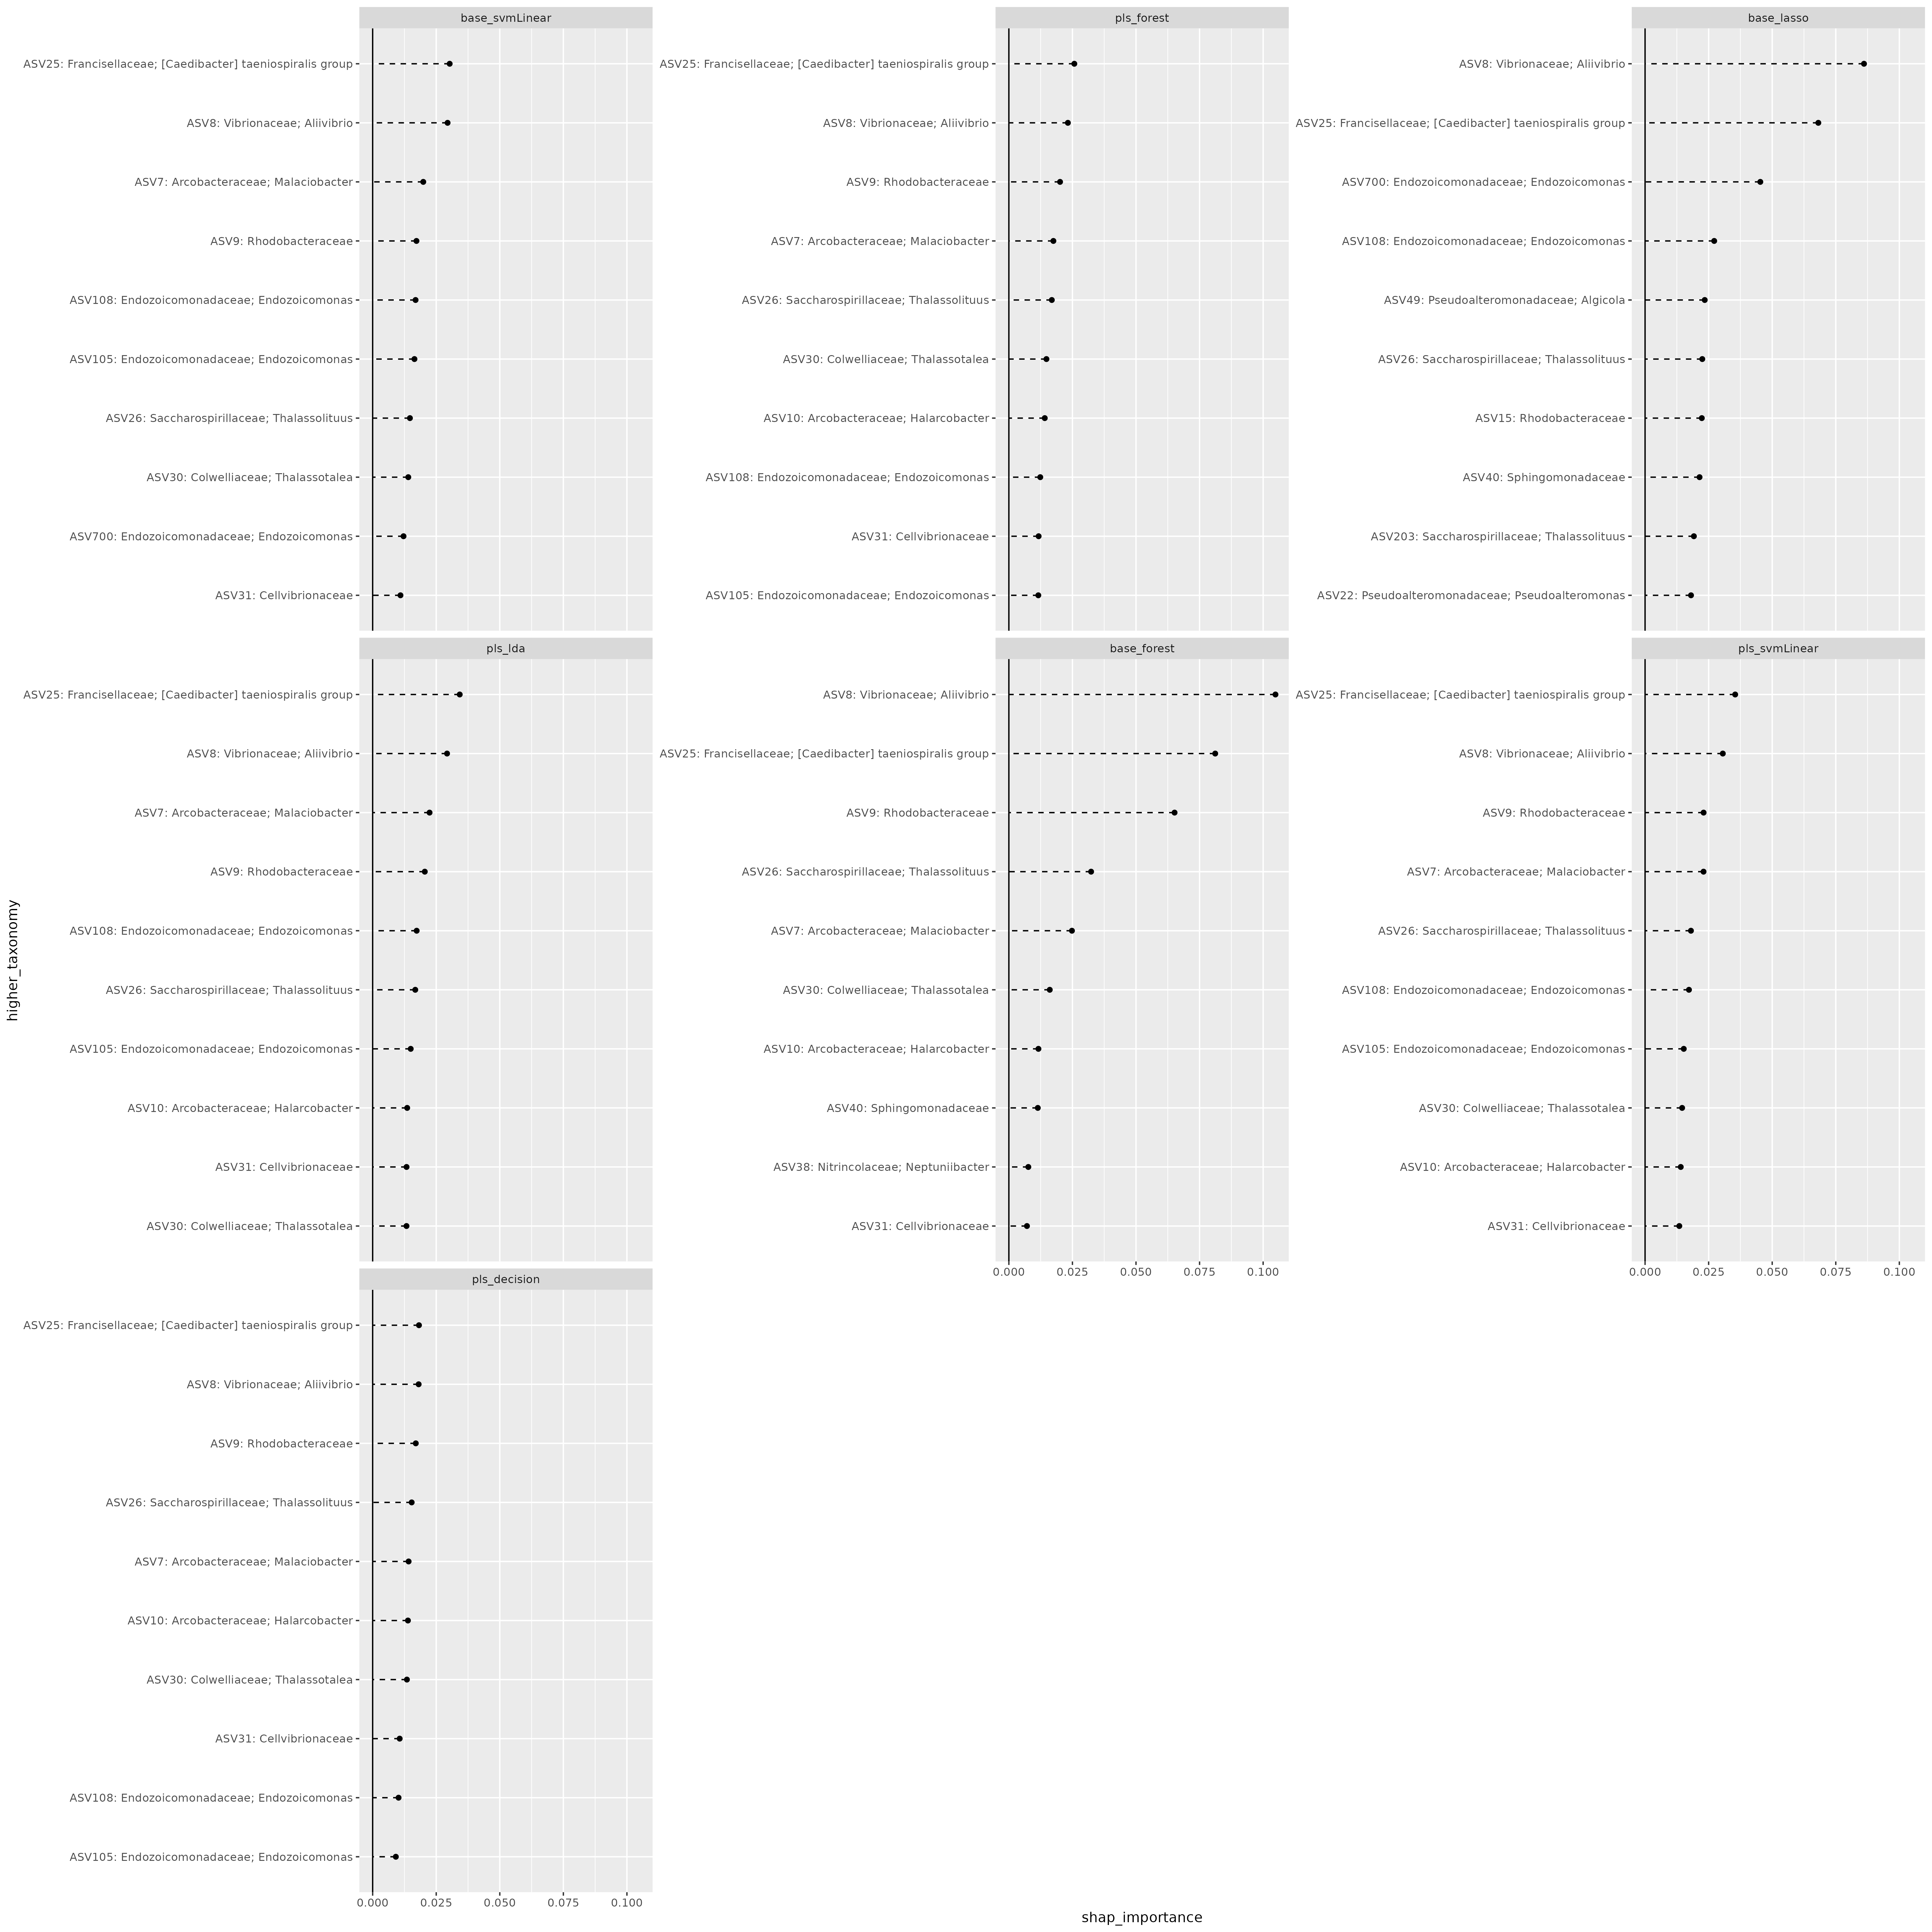 base_svmLinear
ASV25: Francisellaceae; [Caedibacter] taeniospiralis group
ASV8: Vibrionaceae; Aliivibrio
ASV7: Arcobacteraceae; Malaciobacter
ASV9: Rhodobacteraceae
ASV108: Endozoicomonadaceae; Endozoicomonas
ASV105: Endozoicomonadaceae; Endozoicomonas
ASV26: Saccharospirillaceae; Thalassolituus
ASV30: Colwelliaceae; Thalassotalea
ASV700: Endozoicomonadaceae; Endozoicomonas
ASV31: Cellvibrionaceae
pls_forest
ASV25: Francisellaceae; [Caedibacter] taeniospiralis group
ASV8: Vibrionaceae; Aliivibrio
ASV9: Rhodobacteraceae
ASV7: Arcobacteraceae; Malaciobacter
ASV26: Saccharospirillaceae; Thalassolituus
ASV30: Colwelliaceae; Thalassotalea
ASV10: Arcobacteraceae; Halarcobacter
ASV108: Endozoicomonadaceae; Endozoicomonas
ASV31: Cellvibrionaceae
ASV105: Endozoicomonadaceae; Endozoicomonas
base_lasso
ASV8: Vibrionaceae; Aliivibrio
ASV25: Francisellaceae; [Caedibacter] taeniospiralis group
ASV700: Endozoicomonadaceae; Endozoicomonas
ASV108: Endozoicomonadaceae; Endozoicomonas
ASV49: Pseudoalteromonadaceae; Algicola
ASV26: Saccharospirillaceae; Thalassolituus
ASV15: Rhodobacteraceae
ASV40: Sphingomonadaceae
ASV203: Saccharospirillaceae; Thalassolituus
ASV22: Pseudoalteromonadaceae; Pseudoalteromonas
pls_lda
ASV25: Francisellaceae; [Caedibacter] taeniospiralis group
ASV8: Vibrionaceae; Aliivibrio
ASV7: Arcobacteraceae; Malaciobacter
ASV9: Rhodobacteraceae
ASV108: Endozoicomonadaceae; Endozoicomonas
ASV26: Saccharospirillaceae; Thalassolituus
ASV105: Endozoicomonadaceae; Endozoicomonas
ASV10: Arcobacteraceae; Halarcobacter
ASV31: Cellvibrionaceae
ASV30: Colwelliaceae; Thalassotalea
base_forest
ASV8: Vibrionaceae; Aliivibrio
ASV25: Francisellaceae; [Caedibacter] taeniospiralis group
ASV9: Rhodobacteraceae
ASV26: Saccharospirillaceae; Thalassolituus
ASV7: Arcobacteraceae; Malaciobacter
ASV30: Colwelliaceae; Thalassotalea
ASV10: Arcobacteraceae; Halarcobacter
ASV40: Sphingomonadaceae
ASV38: Nitrincolaceae; Neptuniibacter
ASV31: Cellvibrionaceae
0.000 0.025 0.050 0.075 0.100
pls_svmLinear
ASV25: Francisellaceae; [Caedibacter] taeniospiralis group
ASV8: Vibrionaceae; Aliivibrio
ASV9: Rhodobacteraceae
ASV7: Arcobacteraceae; Malaciobacter
ASV26: Saccharospirillaceae; Thalassolituus
ASV108: Endozoicomonadaceae; Endozoicomonas
ASV105: Endozoicomonadaceae; Endozoicomonas
ASV30: Colwelliaceae; Thalassotalea
ASV10: Arcobacteraceae; Halarcobacter
ASV31: Cellvibrionaceae
0.000 0.025 0.050 0.075 0.100
pls_decision
ASV25: Francisellaceae; [Caedibacter] taeniospiralis group
ASV8: Vibrionaceae; Aliivibrio
ASV9: Rhodobacteraceae
ASV26: Saccharospirillaceae; Thalassolituus
ASV7: Arcobacteraceae; Malaciobacter
ASV10: Arcobacteraceae; Halarcobacter
ASV30: Colwelliaceae; Thalassotalea
ASV31: Cellvibrionaceae
ASV108: Endozoicomonadaceae; Endozoicomonas
ASV105: Endozoicomonadaceae; Endozoicomonas
0.000 0.025 0.050 0.075 0.100
higher_taxonomy
shap_importance